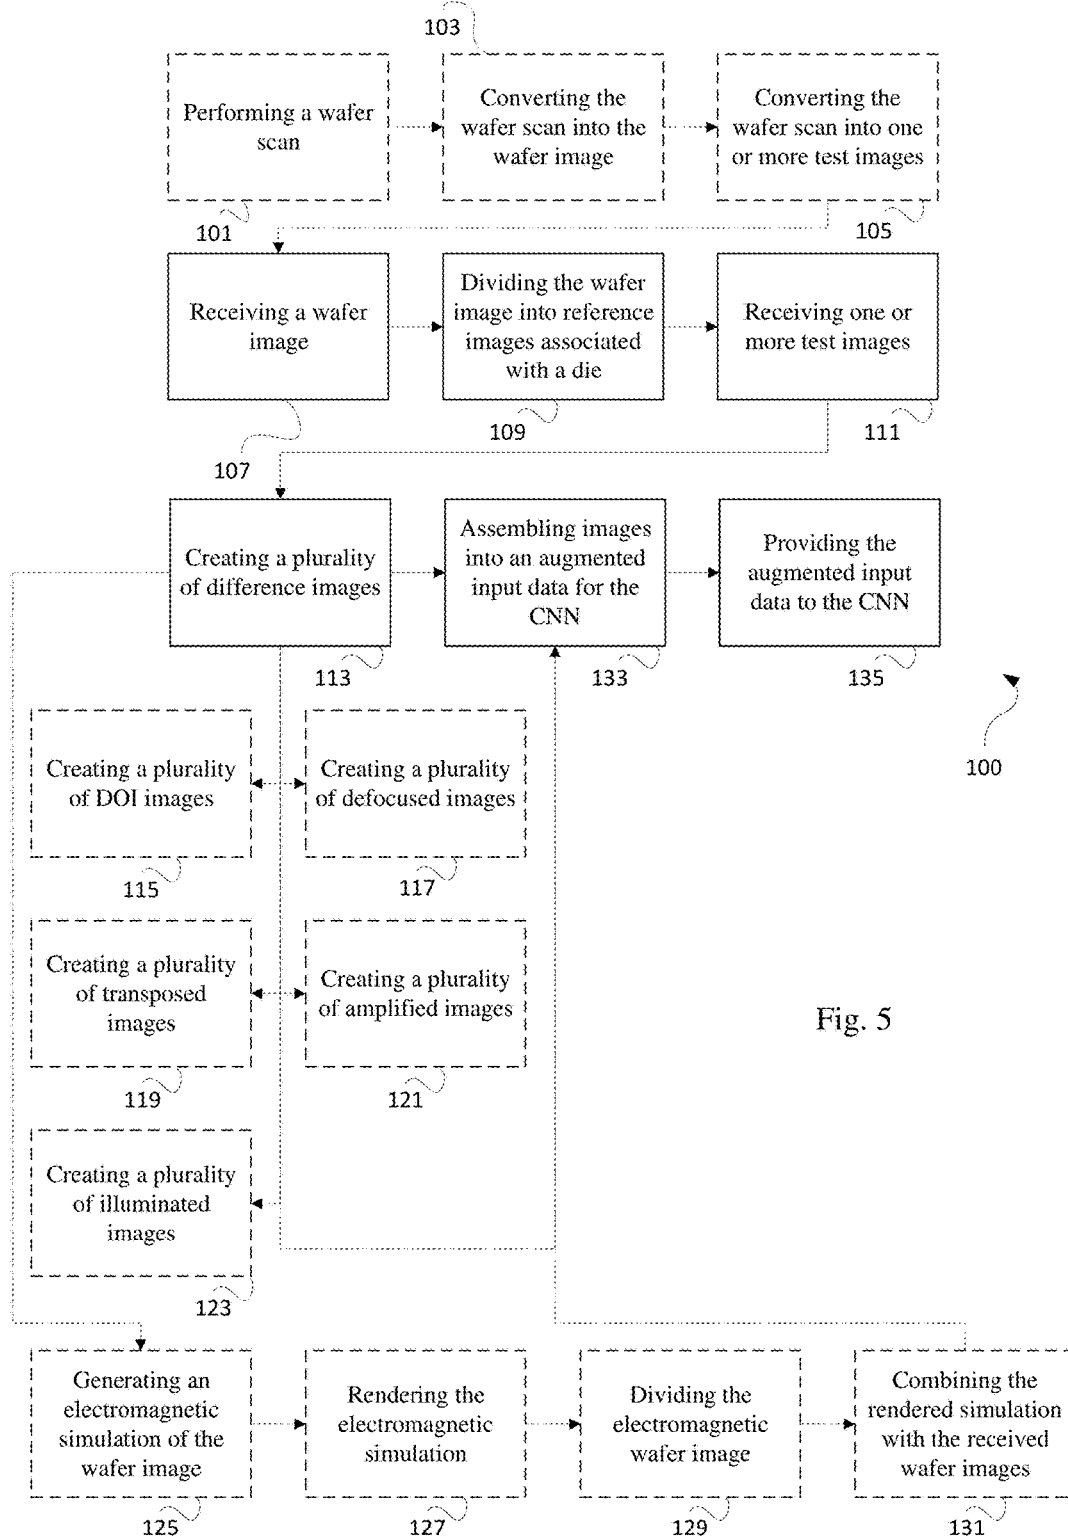 103
Performing a wafer
scan
Converting the
wafer scan into the
wafer image
Converting the
wafer scan into one
or more test images
101
105
Receiving a wafer
image
Dividing the wafer
image into reference
images associated
with a die
Receiving one or
more test images
107
109
111
Creating a plurality
of difference images
Assembling images
into an augmented
input data for the
CNN
Providing the
augmented input
data to the CNN
113
133
135
100
Creating a plurality
of DOI images
Creating a plurality
of defocused images
115
117
Creating a plurality
of transposed
images
Creating a plurality
of amplified images
119
121
Fig. 5
Creating a plurality
of illuminated
images
123
Generating an
electromagnetic
simulation of the
wafer image
Rendering the
electromagnetic
simulation
Dividing the
electromagnetic
wafer image
Combining the
rendered simulation
with the received
wafer images
125
127
129
131